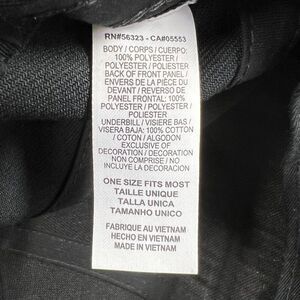 RN#56323 - CA#05553
BODY / CORPS / CUERPO:
100% POLYESTER /
POLYESTER / POLIESTER
BACK OF FRONT PANEL /
ENVERS DE LA PIÈCE DU
DEVANT / REVERSO DE
PANEL FRONTAL: 100%
POLYESTER / POLYESTER
/ POLIESTER
UNDERBILL / VISIERE BAS /
VISERA BAJA: 100% COTTON
/ COTON / ALGODON
EXCLUSIVE OF
DECORATION / DECORATION
NON COMPRISE / NO
INCLUYE LA DECORACION
ONE SIZE FITS MOST
TAILLE UNIQUE
TALLA UNICA
TAMANHO UNICO
FABRIQUE AU VIETNAM
HECHO EN VIETNAM
MADE IN VIETNAM